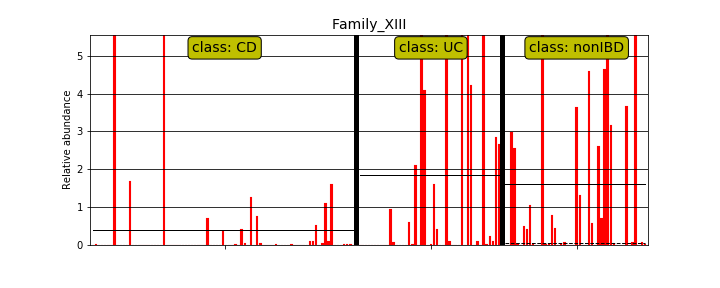 Family_XIII
class: CD
class: UC
class: nonIBD
Relative abundance
5
4
3
2
1
0